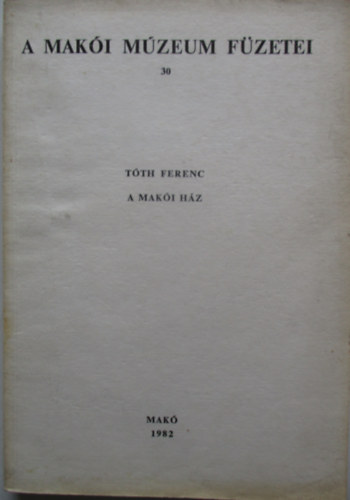 A MAKÓI MÚZEUM FÜZETEI
30
TÓTH FERENC
A MAKÓI HÁZ
MAKÓ
1982